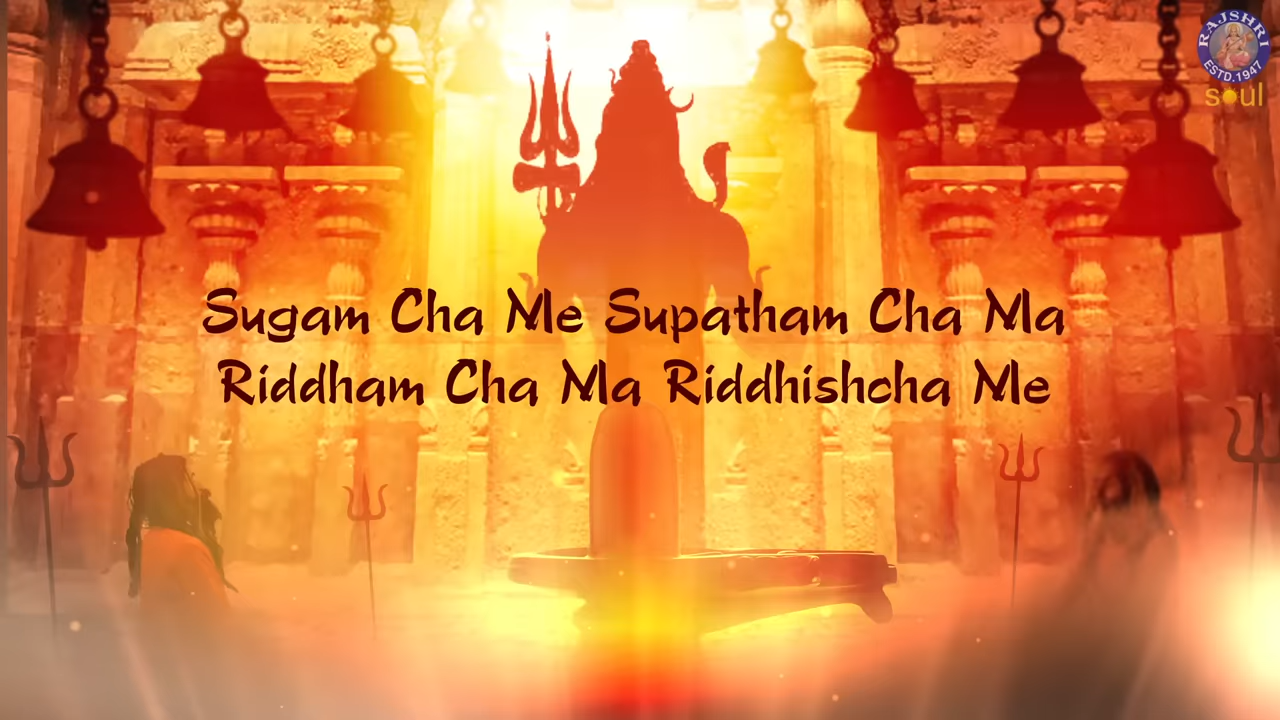 RAJSHRI
ESTD.1947
soul
Sugam Cha Me Supatham Cha Ma
Riddham Cha Ma Riddhishcha Me